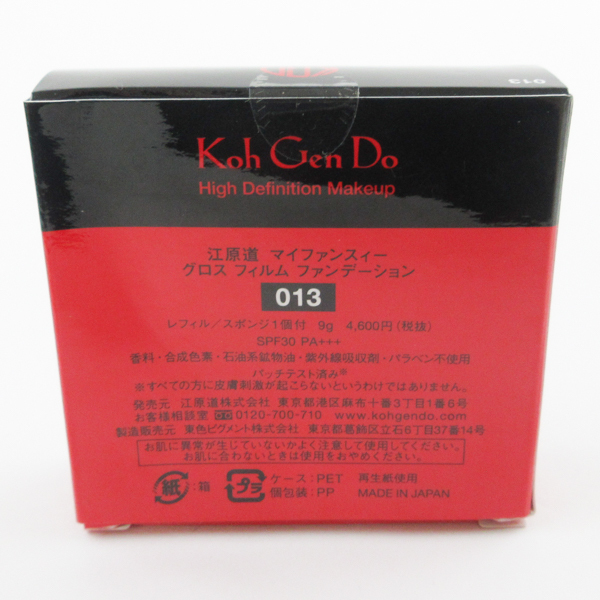 013
Koh Gen Do
High Definition Makeup
江原道 マイファンスィー
グロス フィルム ファンデーション
013
レフィル/スポンジ1個付 9g 4,600円(税抜)
SPF30 PA+++
香料・合成色素・石油系鉱物油・紫外線吸収剤・パラベン不使用
パッチテスト済み※
※すべての方に皮膚刺激が起こらないというわけではありません。
発売元 江原道株式会社 東京都港区麻布十番3丁目1番6号
お客様相談室 0120-700-710 www.kohgendo.com
製造販売元 東色ピグメント株式会社 東京都葛飾区立石6丁目37番14号
お肌に異常が生じていないかよく注意して使用してください。
お肌に合わないときは使用をおやめください。
紙 :箱 プラ ケース:PET 再生紙使用
個包装:PP MADE IN JAPAN